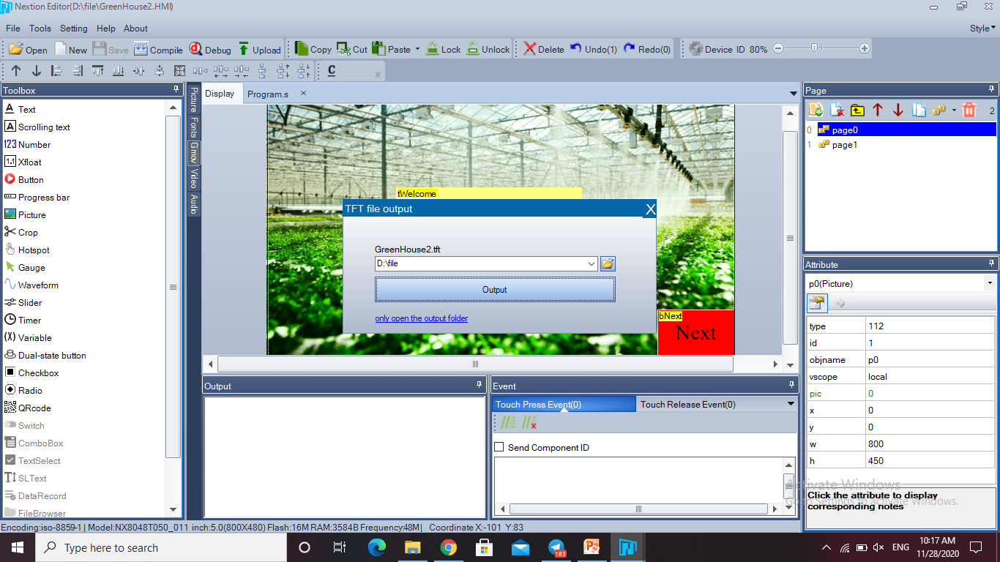 Nextion Editor(D:\file\GreenHouse2.HMI)
File Tools Setting Help About Style
Open New Save Compile Debug Upload Copy Cut Paste Lock Unlock Delete Undo(1) Redo(0) Device ID 80%
C x
Toolbox
Text
Scrolling text
Number
Xfloat
Button
Progress bar
Picture
Crop
Hotspot
Gauge
Waveform
Slider
Timer
Variable
Dual-state button
Checkbox
Radio
QRcode
Switch
ComboBox
TextSelect
SLText
DataRecord
FileBrowser
Picture
Fonts
Gmov
Video
Audio
Display Program.s
tWelcome
TFT file output X
GreenHouse2.tft
D:\file
Output
only open the output folder
bNext
Next
Output
Event
Touch Press Event(0) Touch Release Event(0)
Send Component ID
Page
2
0 page0
1 page1
Attribute
p0(Picture)
type 112
id 1
objname p0
vscope local
pic 0
x 0
y 0
w 800
h 450
Activate Windows
Go to Settings to activate Windows.
Click the attribute to display
corresponding notes
Encoding:iso-8859-1| Model:NX8048T050_011 inch:5.0(800X480) Flash:16M RAM:3584B Frequency48M| Coordinate X:-101 Y:83
Type here to search
183
ENG
10:17 AM
11/28/2020